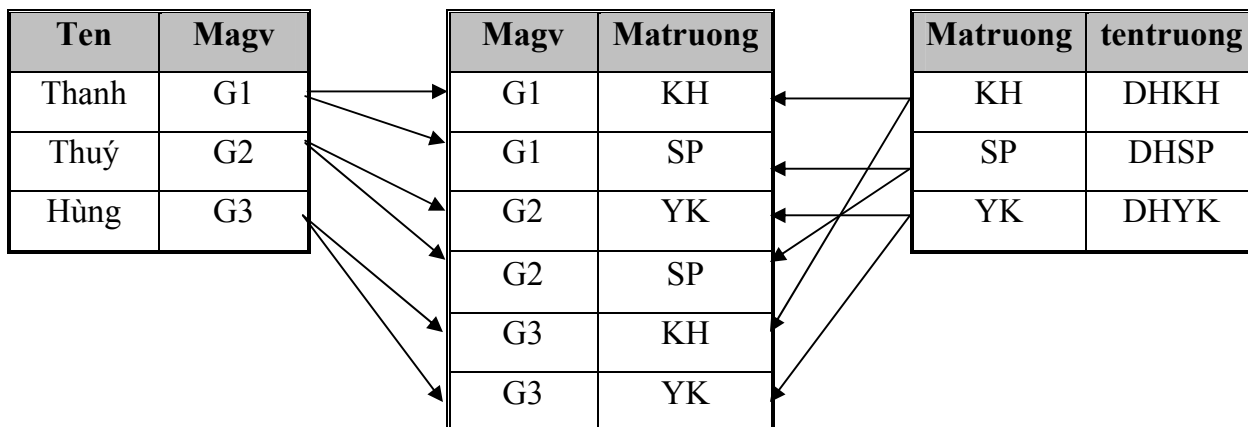 Ten Magv
Thanh G1
Thuý G2
Hùng G3
Magv Matruong
G1 KH
G1 SP
G2 YK
G2 SP
G3 KH
G3 YK
Matruong tentruong
KH DHKH
SP DHSP
YK DHYK